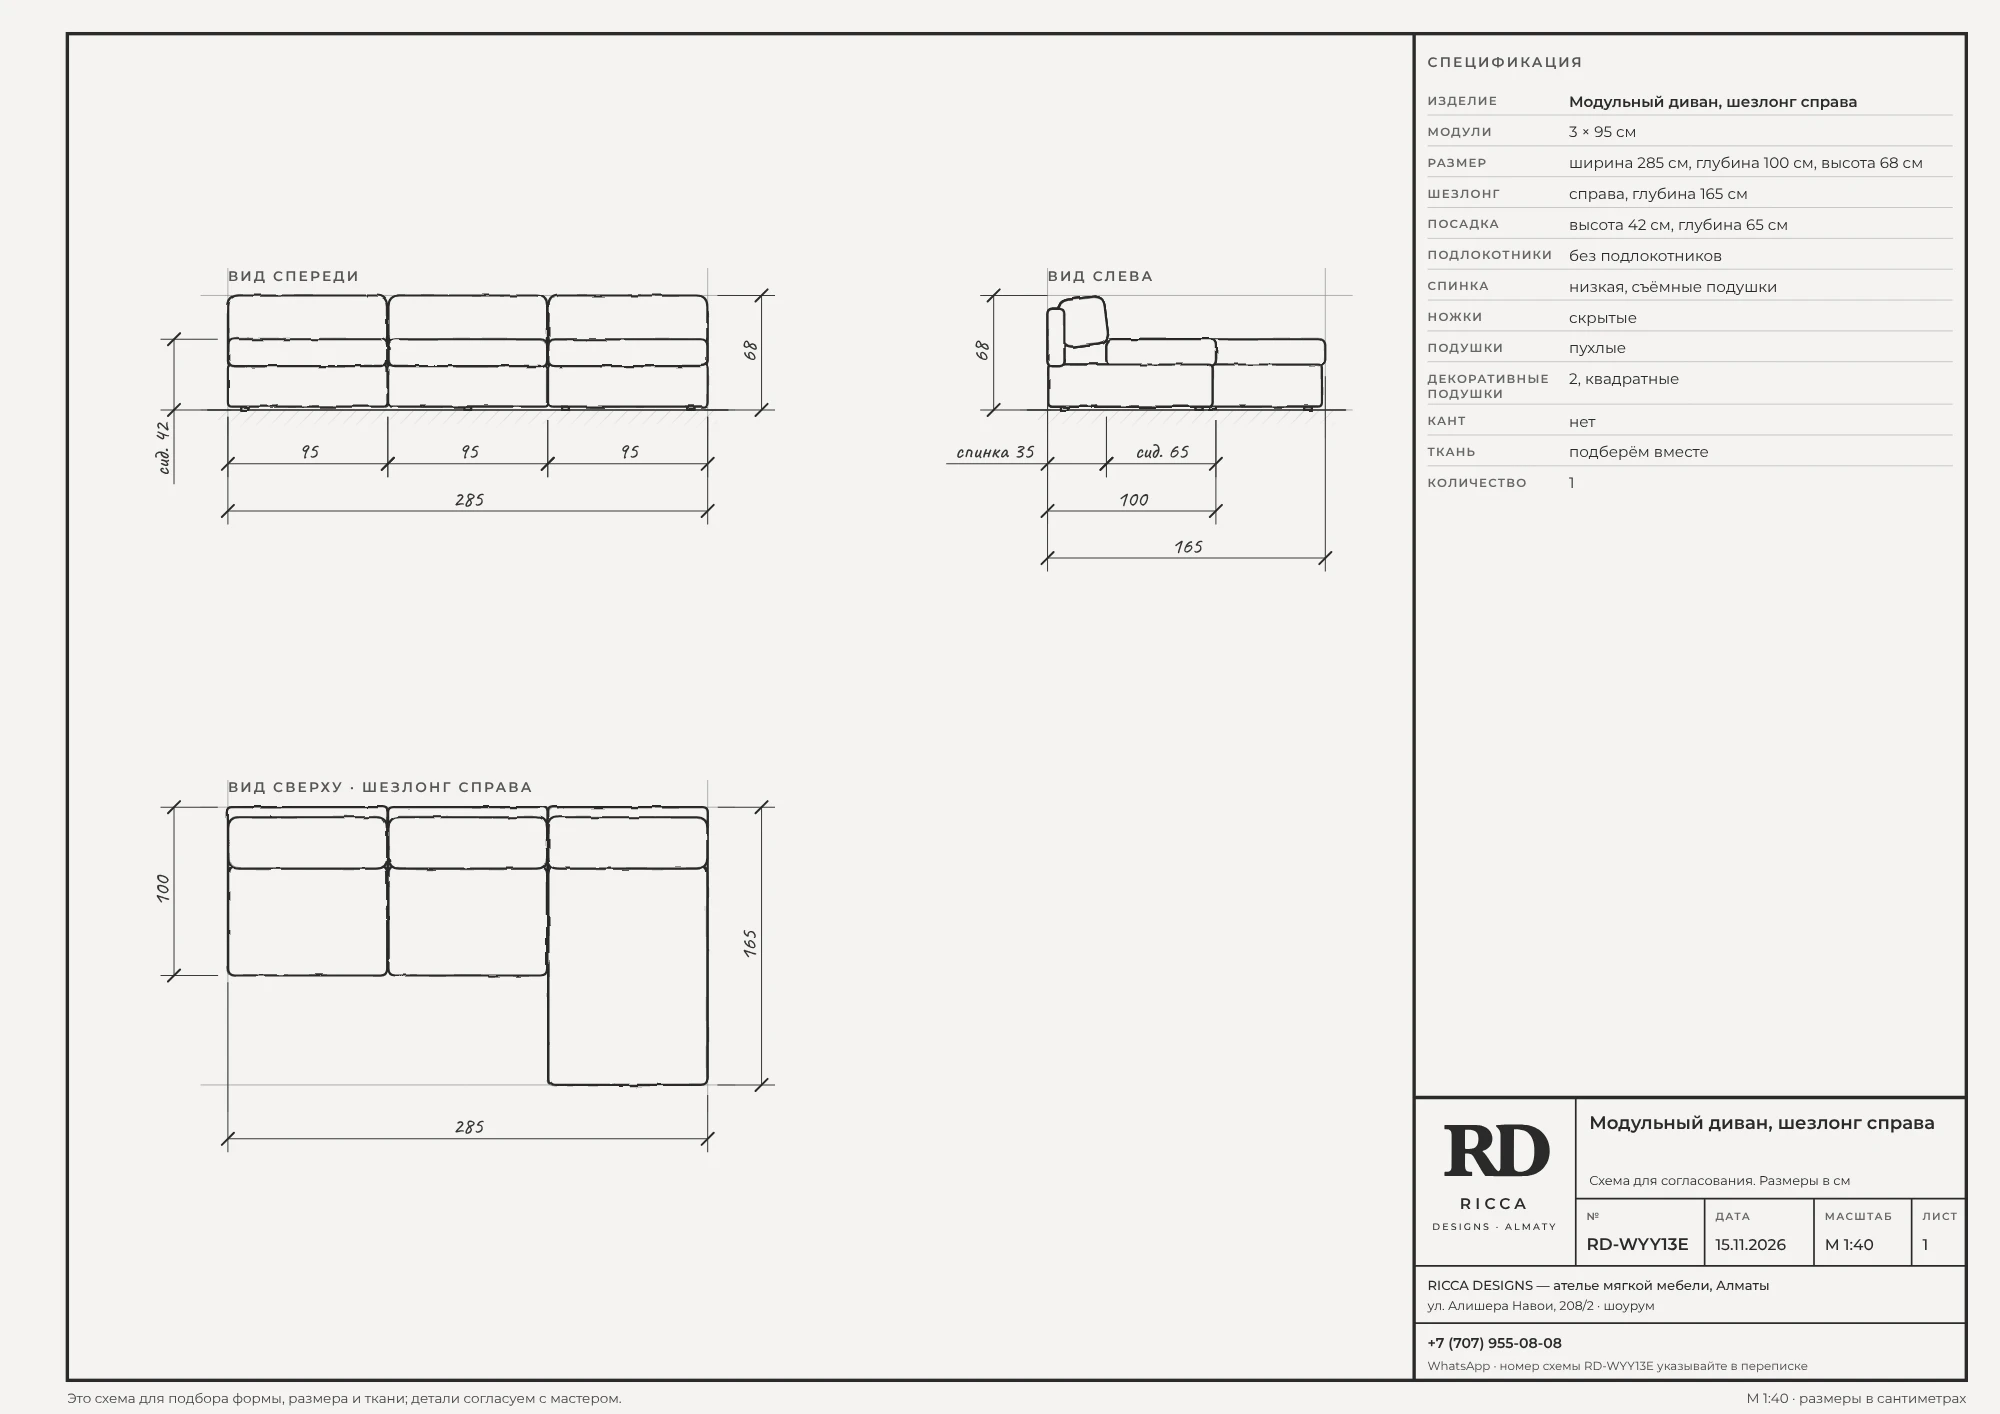 СПЕЦИФИКАЦИЯ
ИЗДЕЛИЕ Модульный диван, шезлонг справа
МОДУЛИ 3 × 95 см
РАЗМЕР ширина 285 см, глубина 100 см, высота 68 см
ШЕЗЛОНГ справа, глубина 165 см
ПОСАДКА высота 42 см, глубина 65 см
ПОДЛОКОТНИКИ без подлокотников
СПИНКА низкая, съёмные подушки
НОЖКИ скрытые
ПОДУШКИ пухлые
ДЕКОРАТИВНЫЕ ПОДУШКИ 2, квадратные
КАНТ нет
ТКАНЬ подберём вместе
КОЛИЧЕСТВО 1
ВИД СПЕРЕДИ
68
сид. 42
95 95 95
285
ВИД СЛЕВА
68
спинка 35 сид. 65
100
165
ВИД СВЕРХУ · ШЕЗЛОНГ СПРАВА
100
165
285
RD
RICCA
DESIGNS · ALMATY
Модульный диван, шезлонг справа
Схема для согласования. Размеры в см
№ ДАТА МАСШТАБ ЛИСТ
RD-WYY13E 15.11.2026 М 1:40 1
RICCA DESIGNS — ателье мягкой мебели, Алматы
ул. Алишера Навои, 208/2 · шоурум
+7 (707) 955-08-08
WhatsApp · номер схемы RD-WYY13E указывайте в переписке
Это схема для подбора формы, размера и ткани; детали согласуем с мастером.
М 1:40 · размеры в сантиметрах